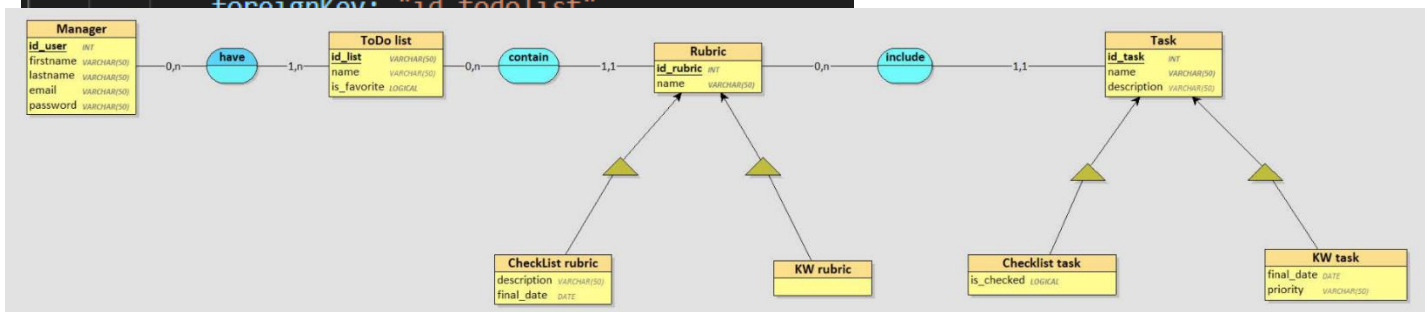 foreignKey: "id_todolist"
Manager
id_user INT
firstname VARCHAR(50)
lastname VARCHAR(50)
email VARCHAR(50)
password VARCHAR(50)
0,n
have
1,n
ToDo list
id_list VARCHAR(50)
name VARCHAR(50)
is_favorite LOGICAL
0,n
contain
1,1
Rubric
id_rubric INT
name VARCHAR(50)
0,n
include
1,1
Task
id_task INT
name VARCHAR(50)
description VARCHAR(50)
CheckList rubric
description VARCHAR(50)
final_date DATE
KW rubric
Checklist task
is_checked LOGICAL
KW task
final_date DATE
priority VARCHAR(50)